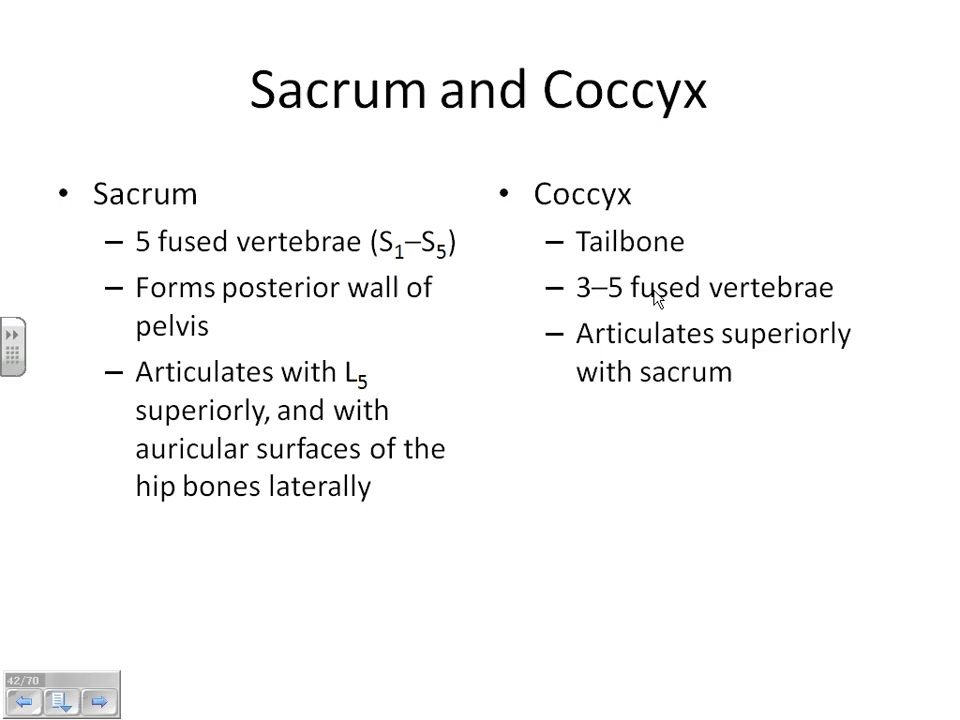 Sacrum and Coccyx
• Sacrum
– 5 fused vertebrae (S₁–S₅)
– Forms posterior wall of
pelvis
– Articulates with L₅
superiorly, and with
auricular surfaces of the
hip bones laterally
• Coccyx
– Tailbone
– 3–5 fused vertebrae
– Articulates superiorly
with sacrum
42/70